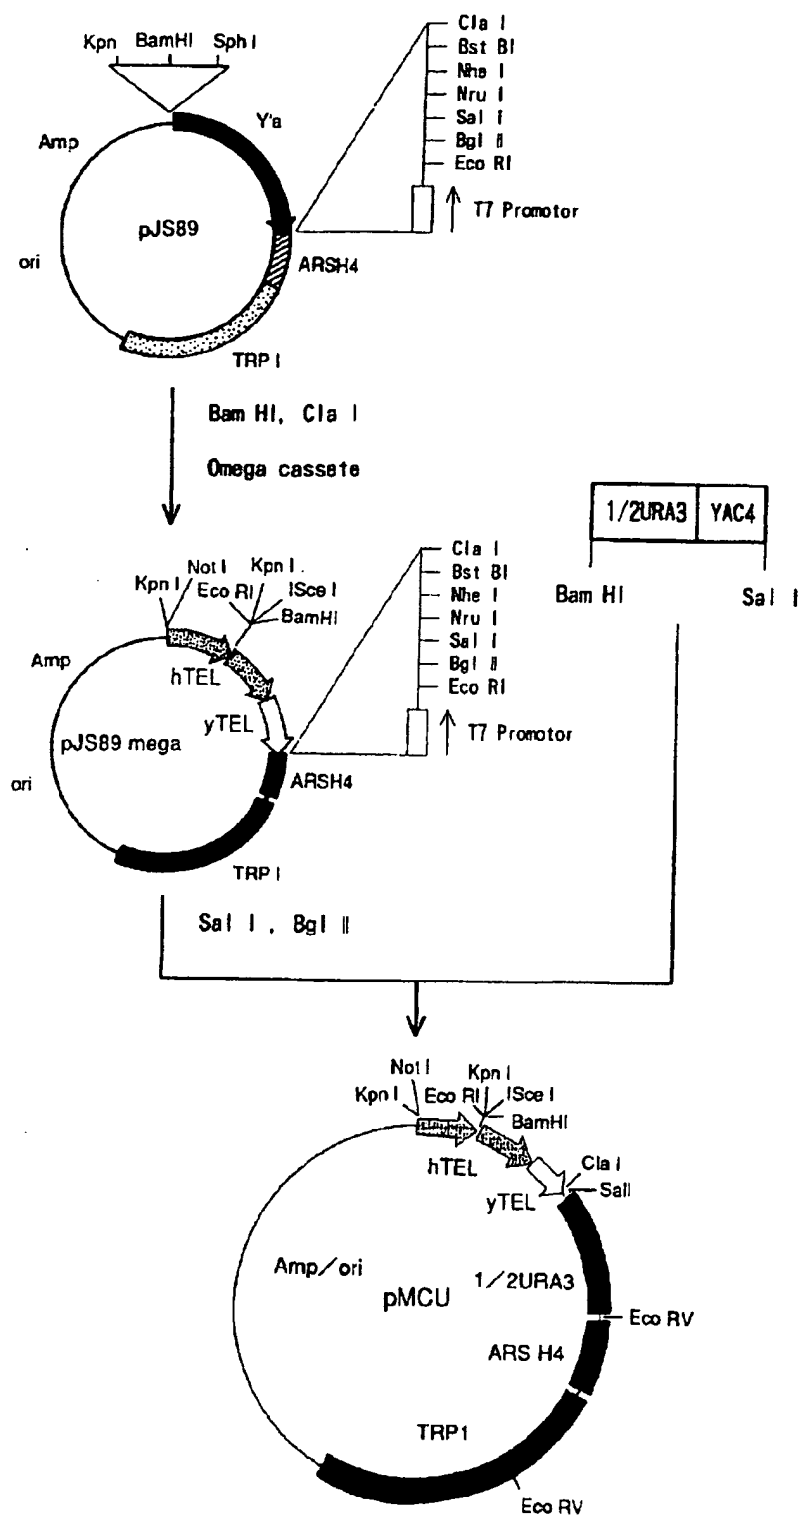 Kpn BamHI Sph I
Y'a
Amp
pJS89
ori
ARSH4
TRP I
Cla I
Bst BI
Nhe I
Nru I
Sal I
Bgl II
Eco RI
T7 Promotor
Bam HI, Cla I
Omega cassete
1/2URA3 YAC4
Bam HI Sal I
Not I Kpn I
Kpn I Eco RI ISce I
BamHI
Amp
hTEL
yTEL
pJS89 mega
ori
ARSH4
TRP I
Cla I
Bst BI
Nhe I
Nru I
Sal I
Bgl II
Eco RI
T7 Promotor
Sal I , Bgl II
Not I Kpn I
Kpn I Eco RI ISce I
BamHI
hTEL
Cla I
SalI
yTEL
Amp/ori
1/2URA3
pMCU
Eco RV
ARS H4
TRP1
Eco RV